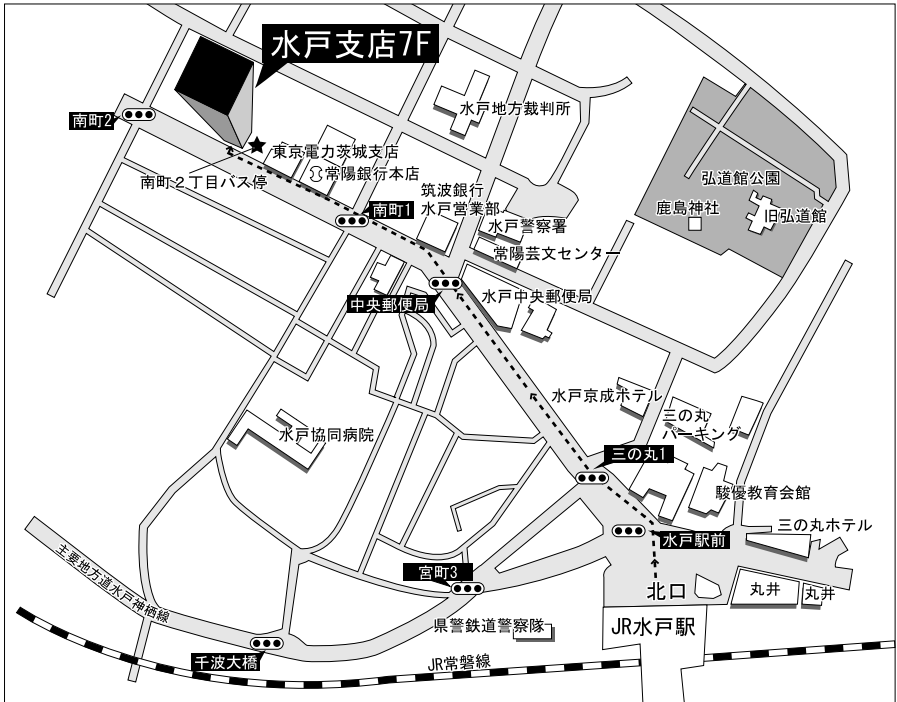 水戸支店7F
南町2
水戸地方裁判所
東京電力茨城支店
常陽銀行本店
南町２丁目バス停
弘道館公園
鹿島神社
旧弘道館
筑波銀行
水戸営業部
南町1
水戸警察署
常陽芸文センター
中央郵便局
水戸中央郵便局
水戸京成ホテル
三の丸
パーキング
水戸協同病院
三の丸1
駿優教育会館
三の丸ホテル
水戸駅前
主要地方道水戸神栖線
宮町3
北口
丸井
丸井
県警鉄道警察隊
JR水戸駅
千波大橋
JR常磐線